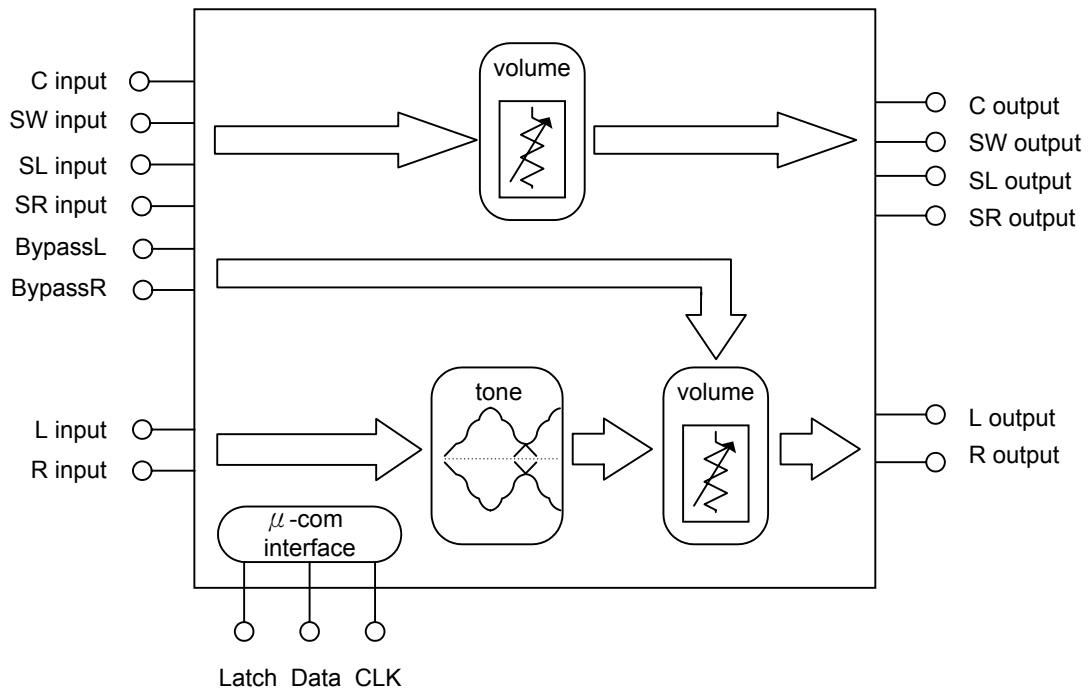 volume
C input
SW input
SL input
SR input
BypassL
BypassR
C output
SW output
SL output
SR output
tone
volume
L input
R input
L output
R output
μ-com
interface
Latch Data CLK